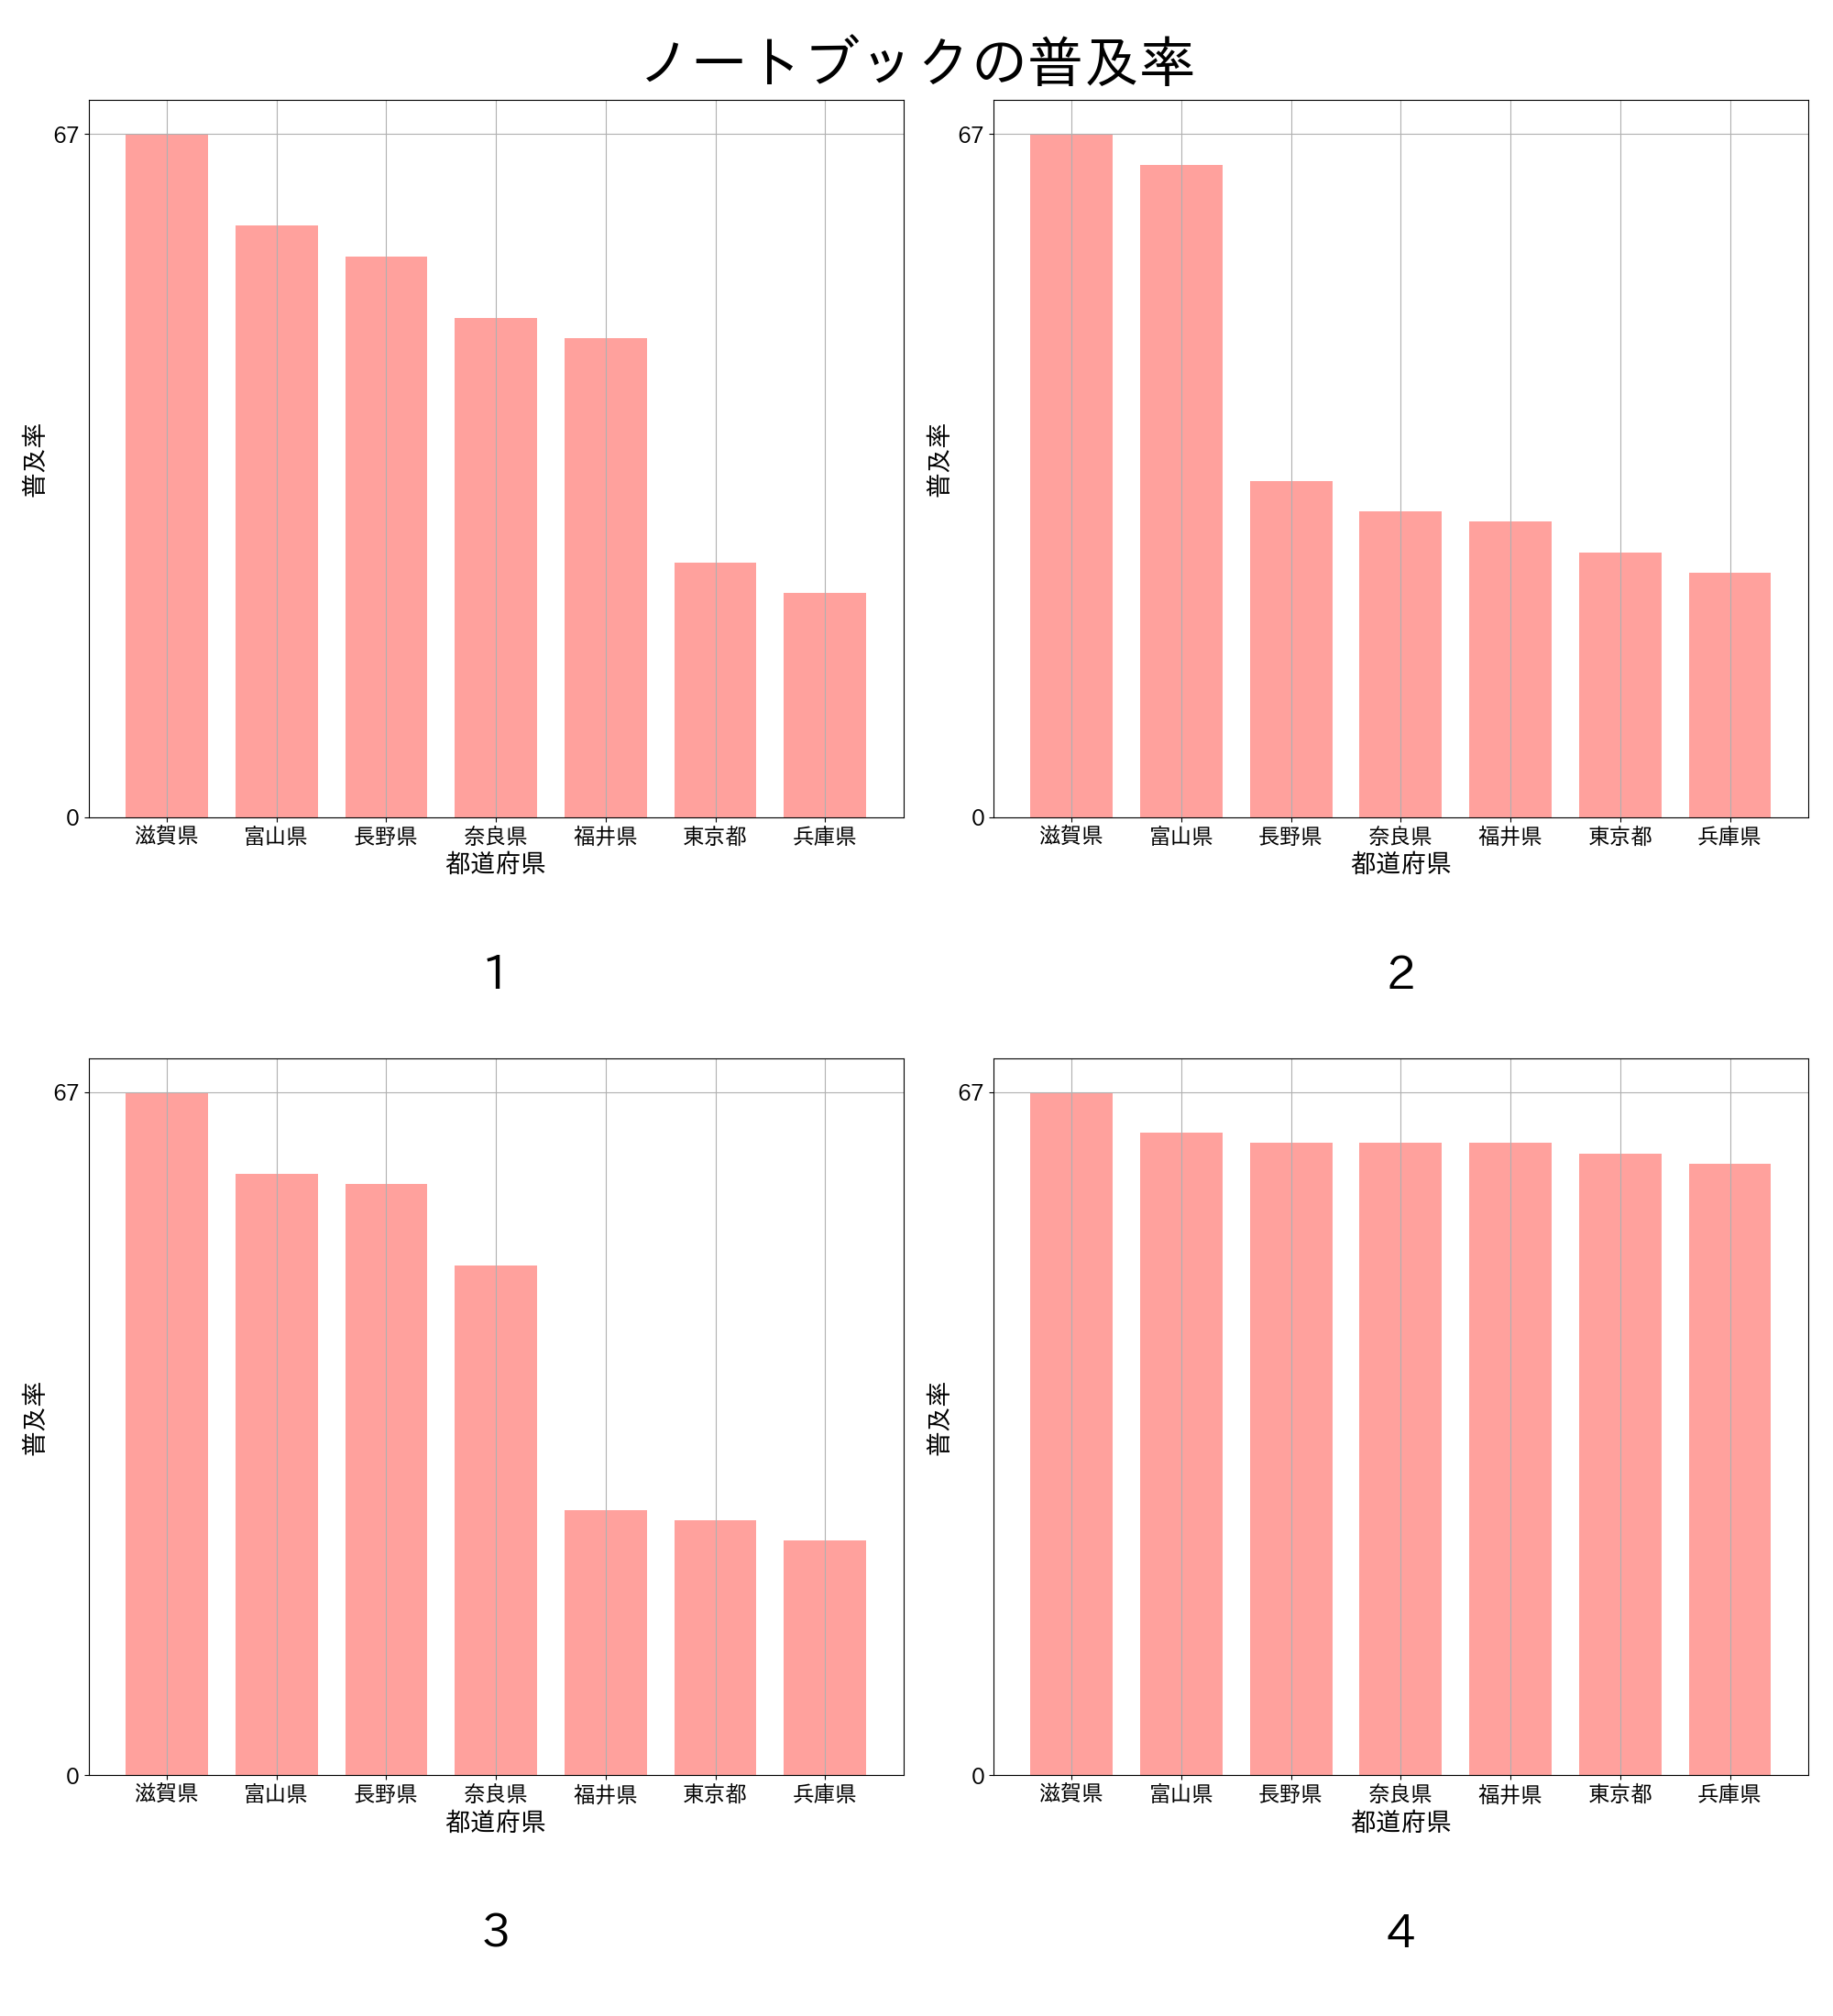 ノートブックの普及率
67
0
普及率
滋賀県 富山県 長野県 奈良県 福井県 東京都 兵庫県
都道府県
1
67
0
普及率
滋賀県 富山県 長野県 奈良県 福井県 東京都 兵庫県
都道府県
2
67
0
普及率
滋賀県 富山県 長野県 奈良県 福井県 東京都 兵庫県
都道府県
3
67
0
普及率
滋賀県 富山県 長野県 奈良県 福井県 東京都 兵庫県
都道府県
4